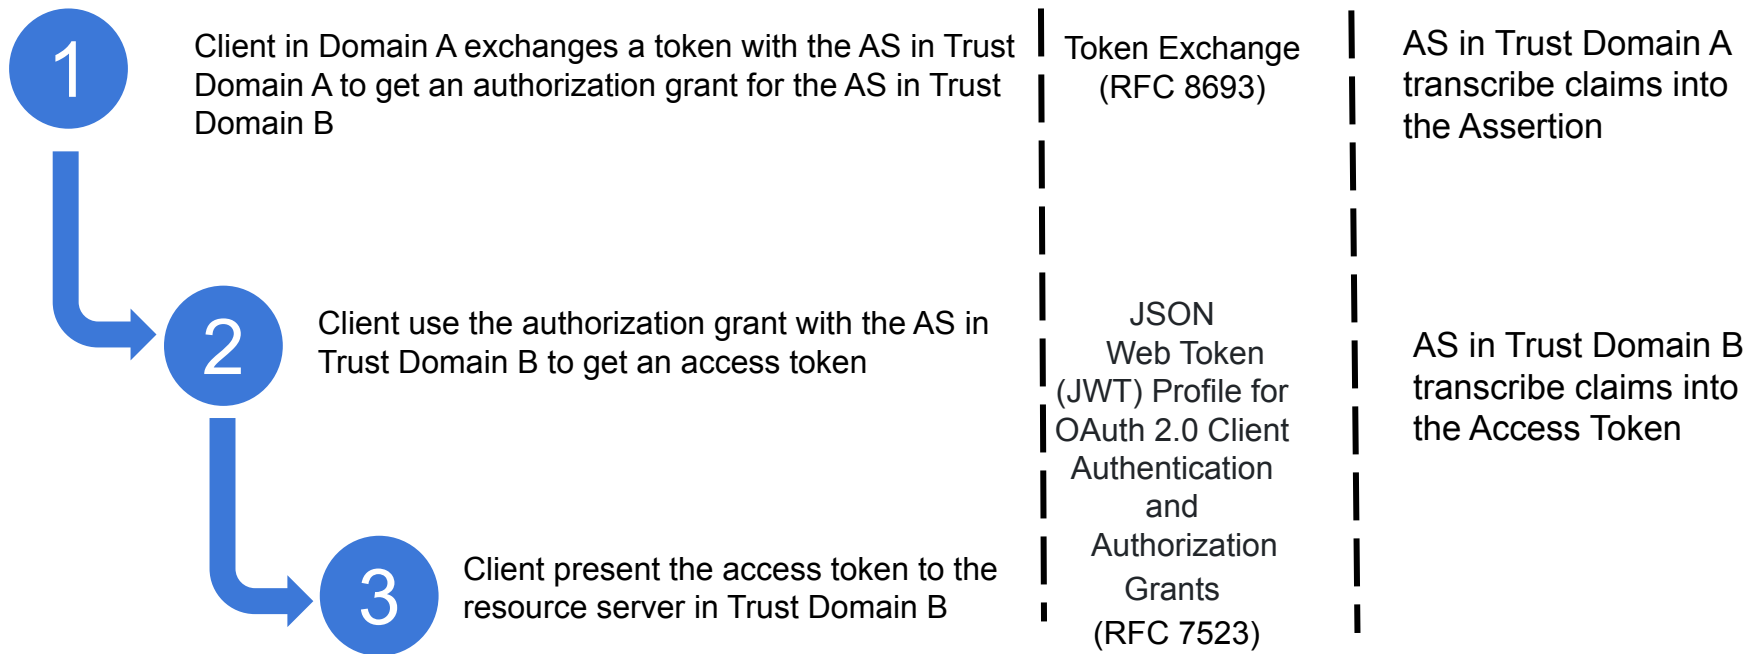 1
Client in Domain A exchanges a token with the AS in Trust
Domain A to get an authorization grant for the AS in Trust
Domain B
Token Exchange
(RFC 8693)
AS in Trust Domain A
transcribe claims into
the Assertion
2
Client use the authorization grant with the AS in
Trust Domain B to get an access token
JSON
Web Token
(JWT) Profile for
OAuth 2.0 Client
Authentication
and
Authorization
Grants
(RFC 7523)
AS in Trust Domain B
transcribe claims into
the Access Token
3
Client present the access token to the
resource server in Trust Domain B